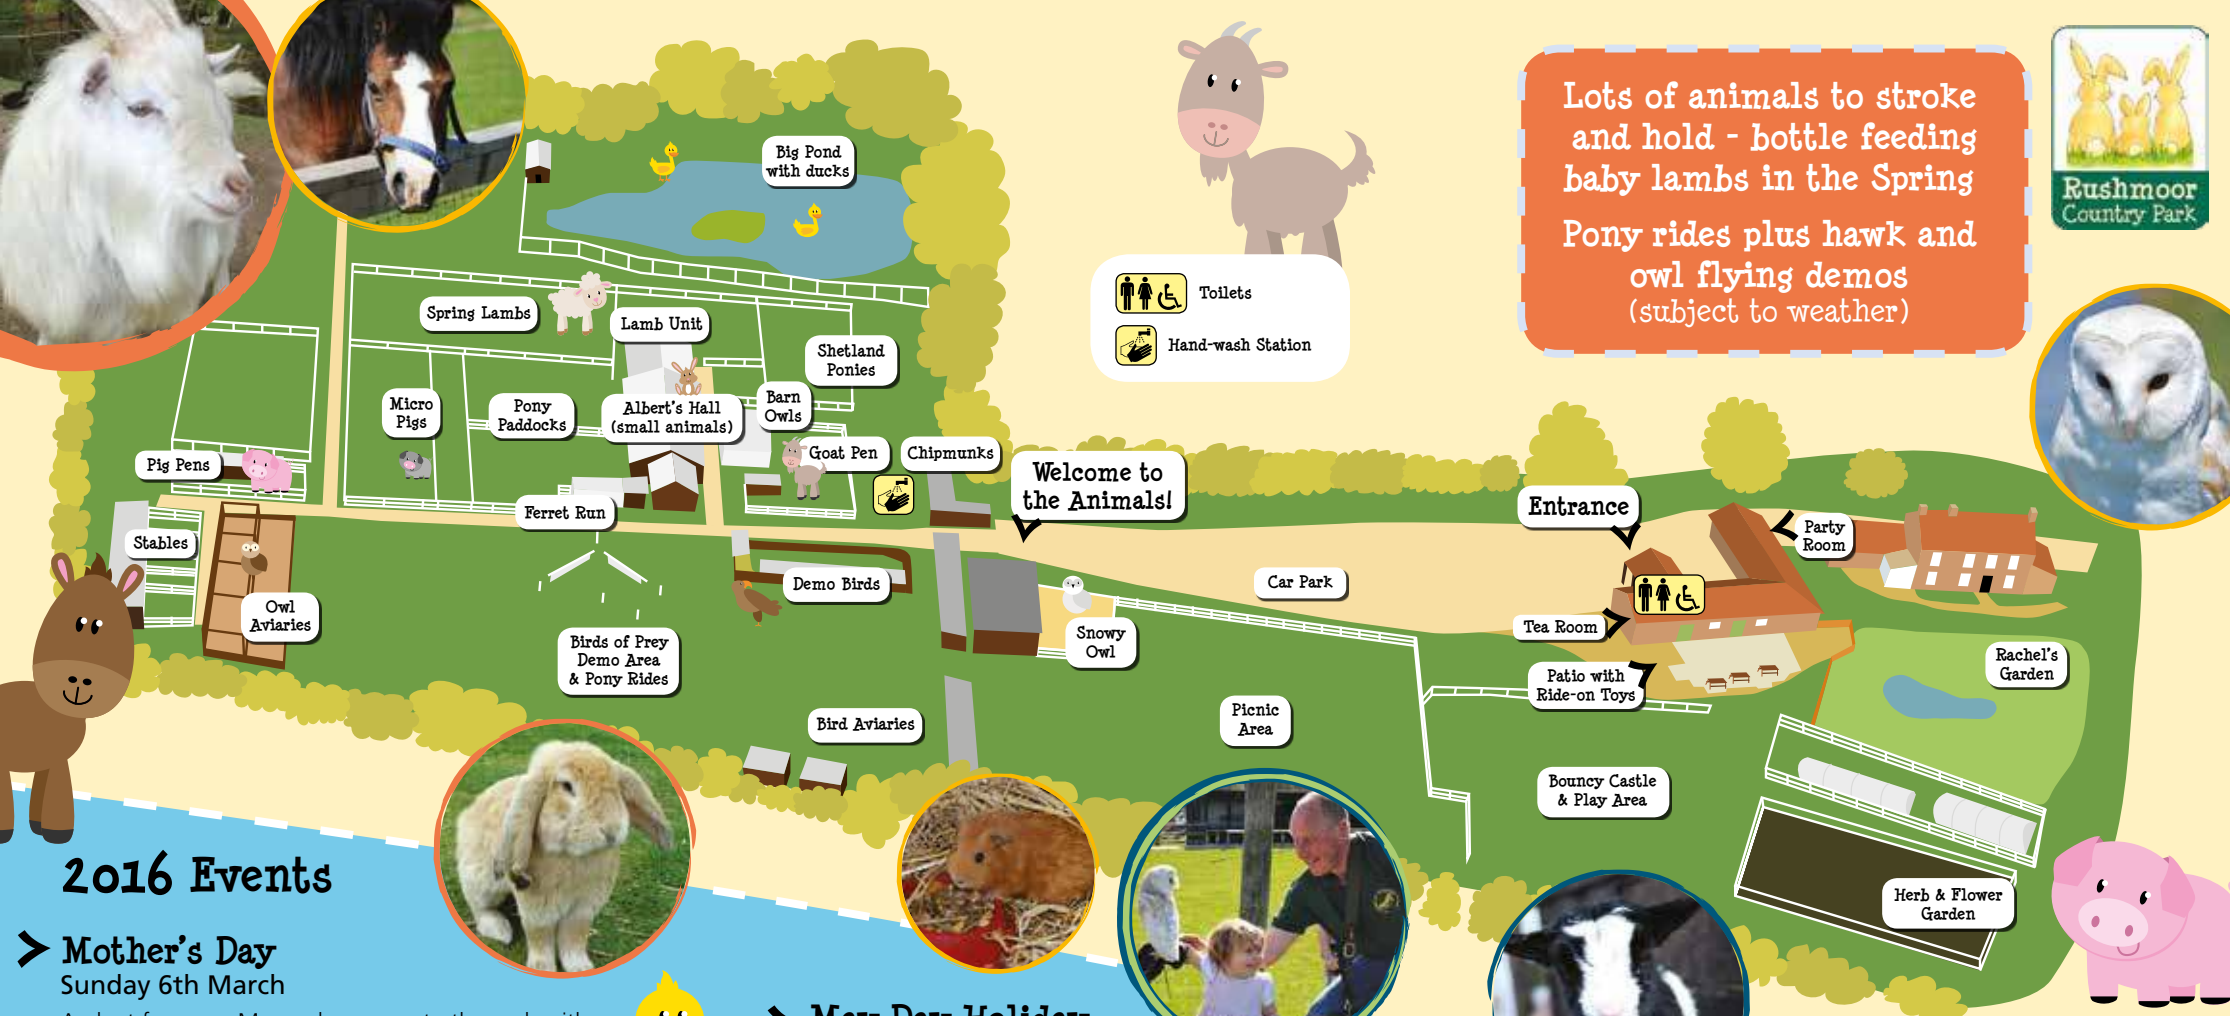 Lots of animals to stroke
and hold - bottle feeding
baby lambs in the Spring
Pony rides plus hawk and
owl flying demos
(subject to weather)
Rushmoor
Country Park
Toilets
Hand-wash Station
Big Pond
with ducks
Spring Lambs
Lamb Unit
Shetland
Ponies
Micro
Pigs
Pony
Paddocks
Albert's Hall
(small animals)
Barn
Owls
Goat Pen
Chipmunks
Pig Pens
Welcome to
the Animals!
Entrance
Party
Room
Ferret Run
Stables
Owl
Aviaries
Demo Birds
Car Park
Birds of Prey
Demo Area
& Pony Rides
Snowy
Owl
Tea Room
Patio with
Ride-on Toys
Rachel's
Garden
Bird Aviaries
Picnic
Area
Bouncy Castle
& Play Area
Herb & Flower
Garden
2016 Events
Mother's Day
Sunday 6th March
May Day Holiday